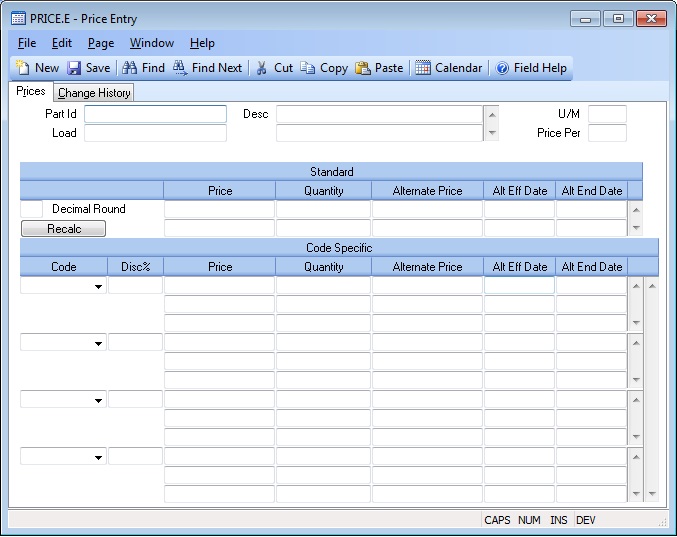 PRICE.E - Price Entry
File Edit Page Window Help
New Save Find Find Next Cut Copy Paste Calendar Field Help
Prices Change History
Part Id Desc U/M
Load Price Per
Standard
Price Quantity Alternate Price Alt Eff Date Alt End Date
Decimal Round
Recalc
Code Specific
Code Disc% Price Quantity Alternate Price Alt Eff Date Alt End Date
CAPS NUM INS DEV